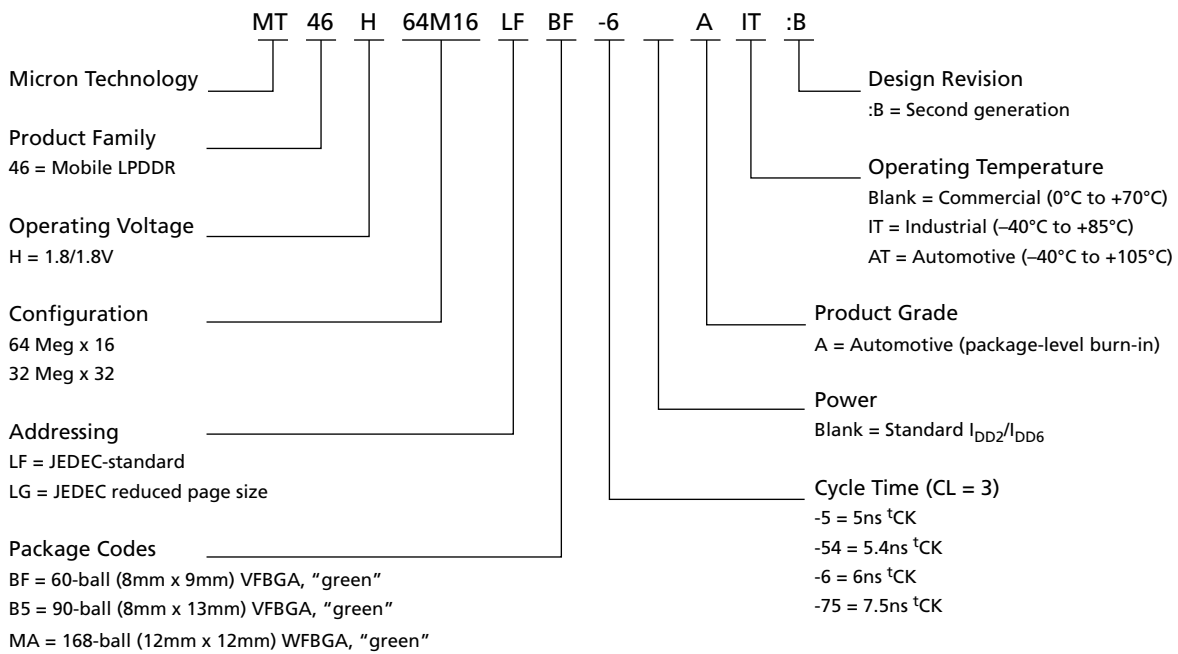 MT 46 H 64M16 LF BF -6 A IT :B
Micron Technology
Product Family
46 = Mobile LPDDR
Operating Voltage
H = 1.8/1.8V
Configuration
64 Meg x 16
32 Meg x 32
Addressing
LF = JEDEC-standard
LG = JEDEC reduced page size
Package Codes
BF = 60-ball (8mm x 9mm) VFBGA, “green”
B5 = 90-ball (8mm x 13mm) VFBGA, “green”
MA = 168-ball (12mm x 12mm) WFBGA, “green”
Design Revision
:B = Second generation
Operating Temperature
Blank = Commercial (0°C to +70°C)
IT = Industrial (–40°C to +85°C)
AT = Automotive (–40°C to +105°C)
Product Grade
A = Automotive (package-level burn-in)
Power
Blank = Standard IDD2/IDD6
Cycle Time (CL = 3)
-5 = 5ns tCK
-54 = 5.4ns tCK
-6 = 6ns tCK
-75 = 7.5ns tCK